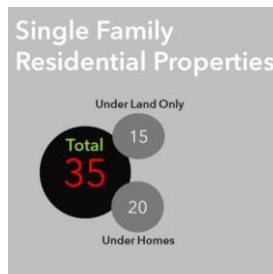 Single Family
Residential Properties
Under Land Only
15
Total
35
20
Under Homes